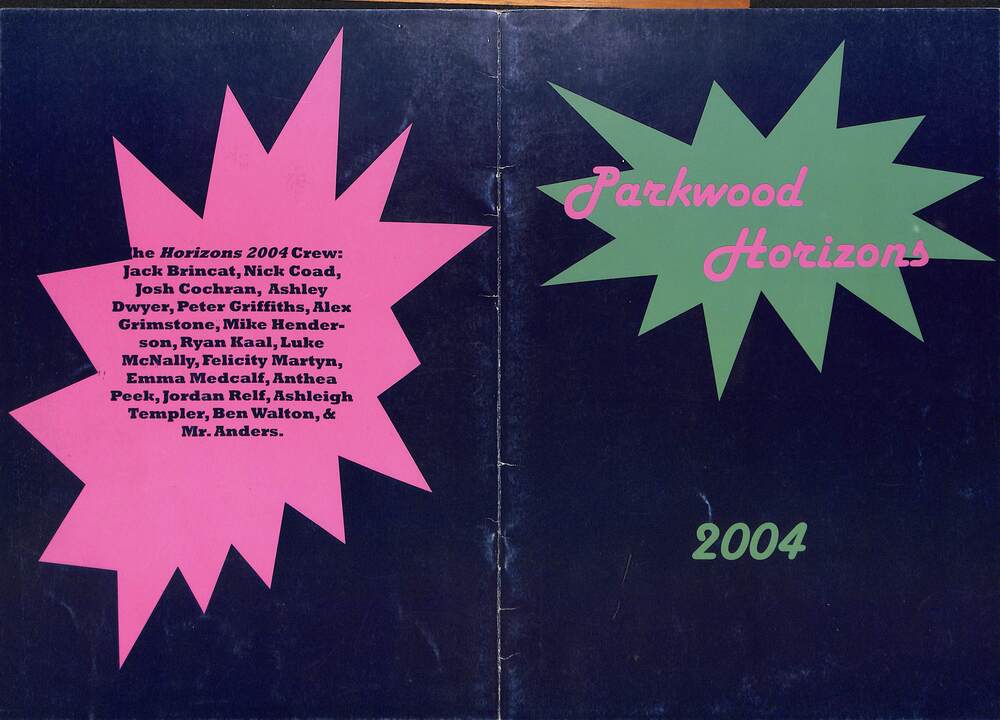 he Horizons 2004 Crew:
Jack Brincat, Nick Coad,
Josh Cochran, Ashley
Dwyer, Peter Griffiths, Alex
Grimstone, Mike Hender-
son, Ryan Kaal, Luke
McNally, Felicity Martyn,
Emma Medcalf, Anthea
Peek, Jordan Relf, Ashleigh
Templer, Ben Walton, &
Mr. Anders.
Parkwood
Horizons
2004